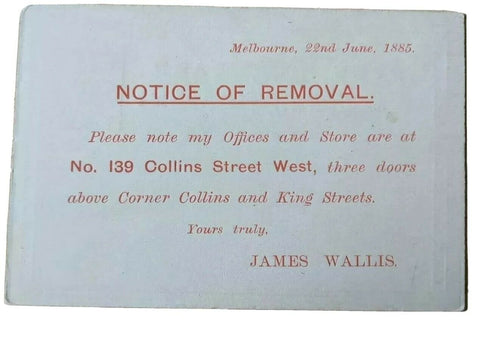 Melbourne, 22nd June, 1885.
NOTICE OF REMOVAL.
Please note my Offices and Store are at
No. 139 Collins Street West, three doors
above Corner Collins and King Streets.
Yours truly,
JAMES WALLIS.